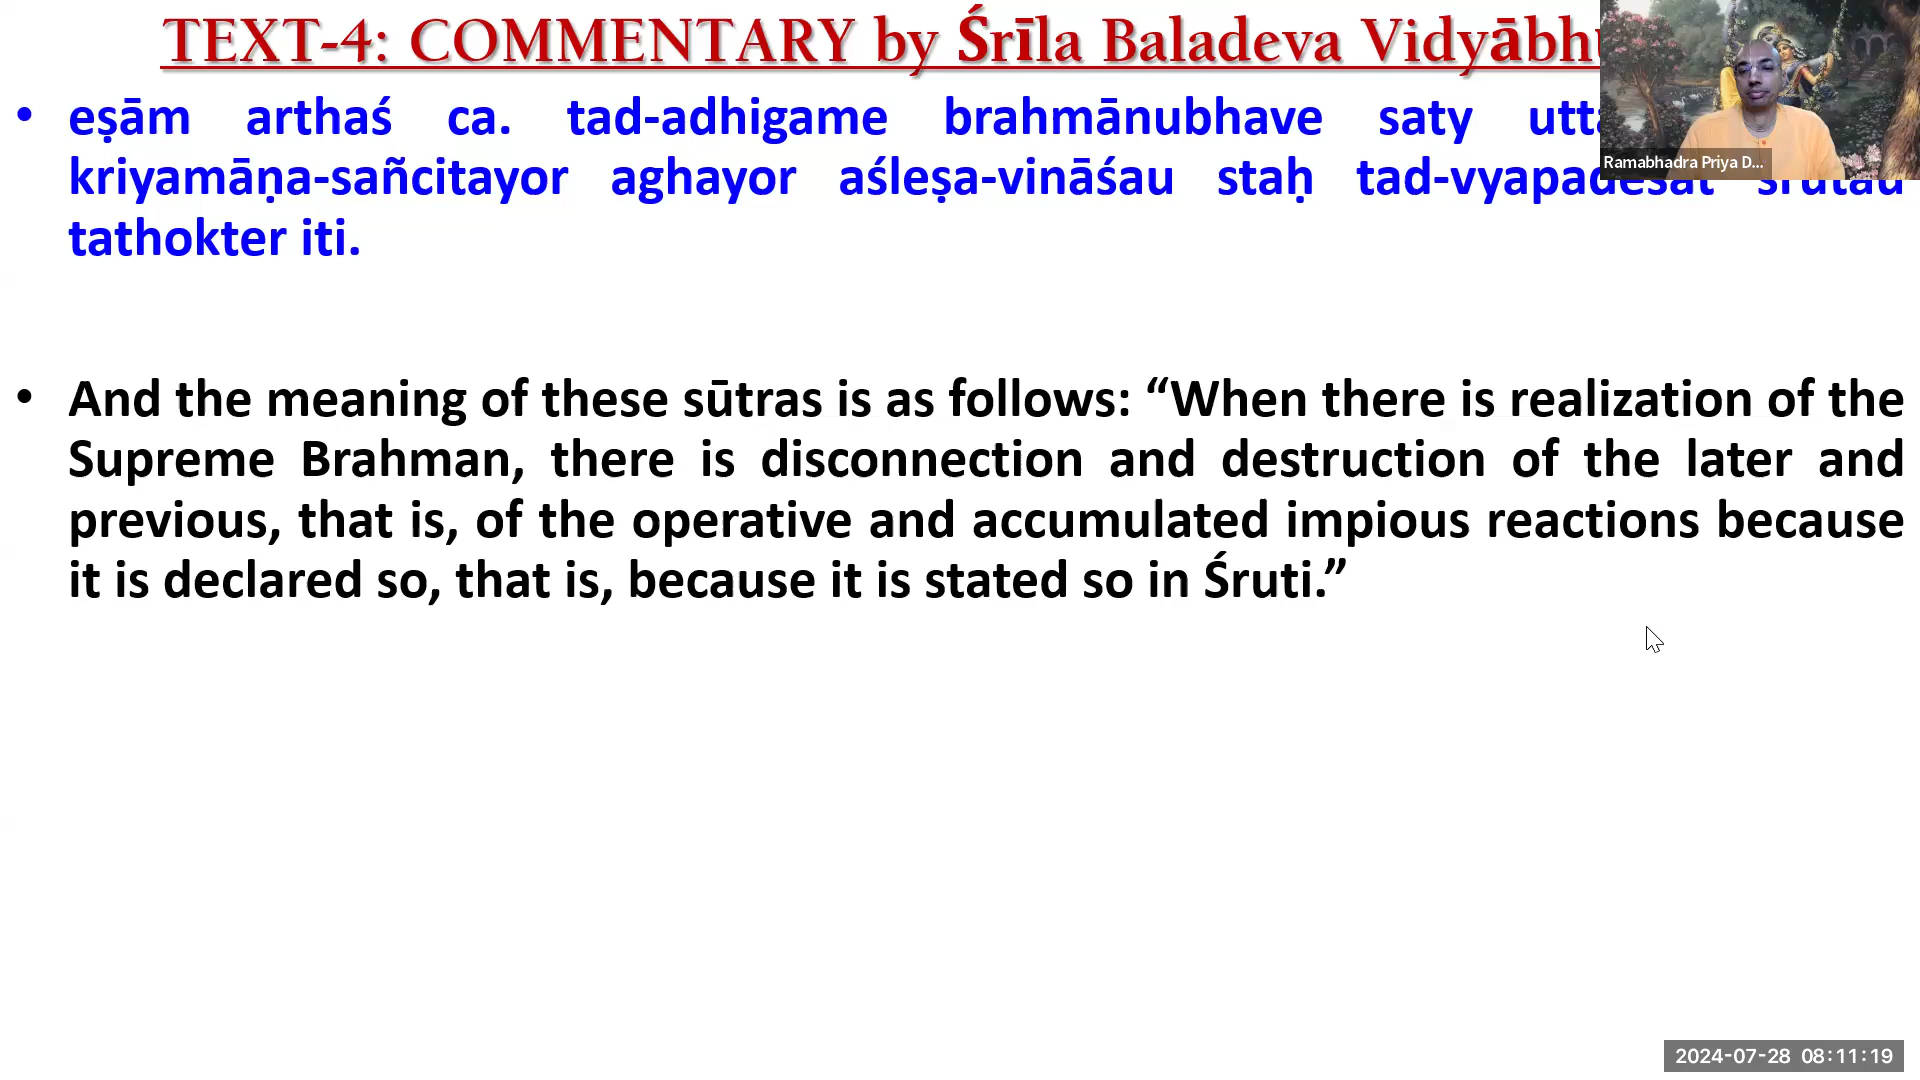 TEXT-4: COMMENTARY by Śrīla Baladeva
• eṣām arthaś ca. tad-adhigame brahmānubhave saty
kriyamāṇa-sañcitayor aghayor aśleṣa-vināśau staḥ tad-vyapadeśāt śrutau
tathokter iti.
• And the meaning of these sūtras is as follows: “When there is realization of the
Supreme Brahman, there is disconnection and destruction of the later and
previous, that is, of the operative and accumulated impious reactions because
it is declared so, that is, because it is stated so in Śruti.”
Ramabhadra Priya D...
2024-07-28 08:11:19